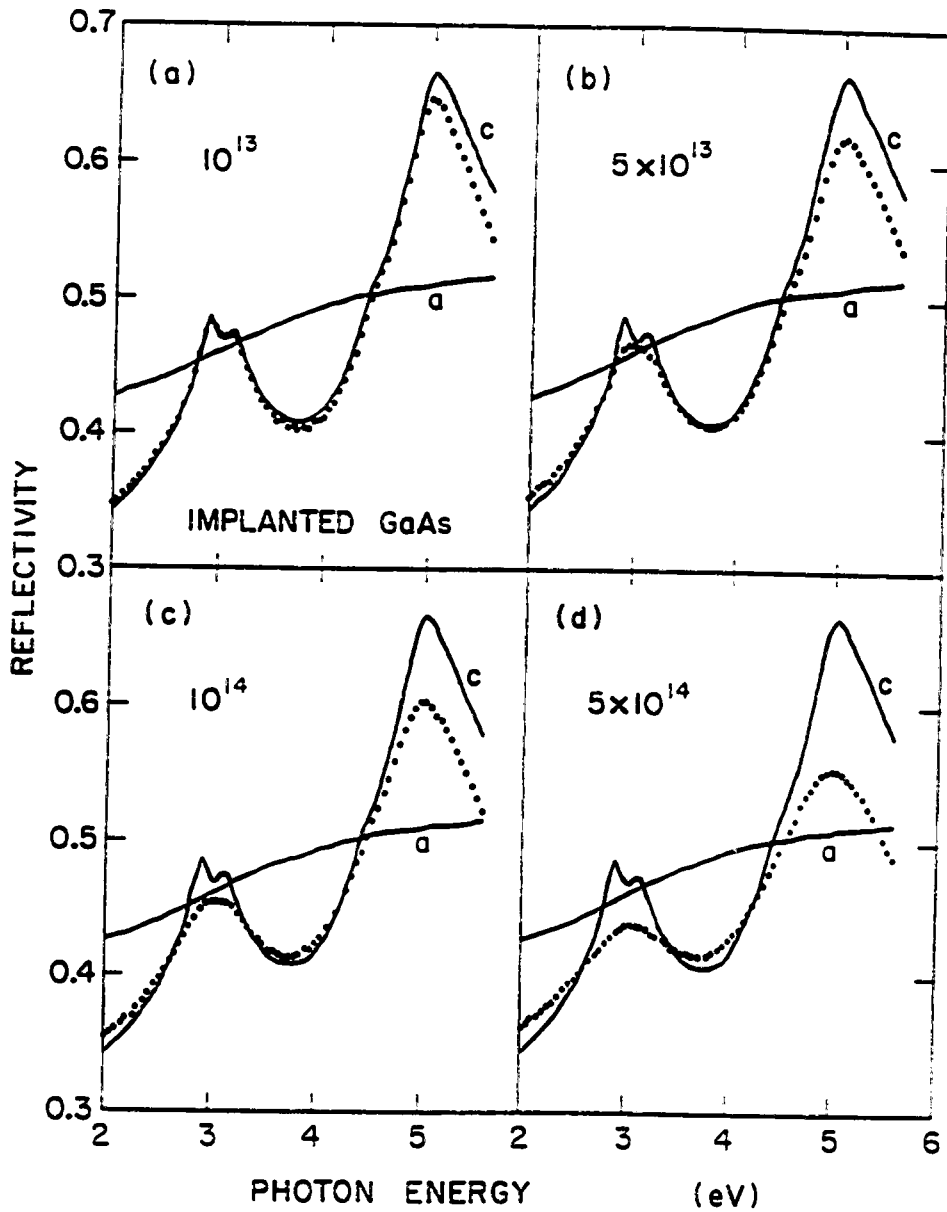 0.7
(a)
(b)
10^13
5×10^13
c
c
0.6
0.5
a
a
0.4
IMPLANTED GaAs
0.3
REFLECTIVITY
(c)
(d)
10^14
5×10^14
c
0.6
0.5
a
a
0.4
0.3
2 3 4 5 2 3 4 5 6
PHOTON ENERGY (eV)